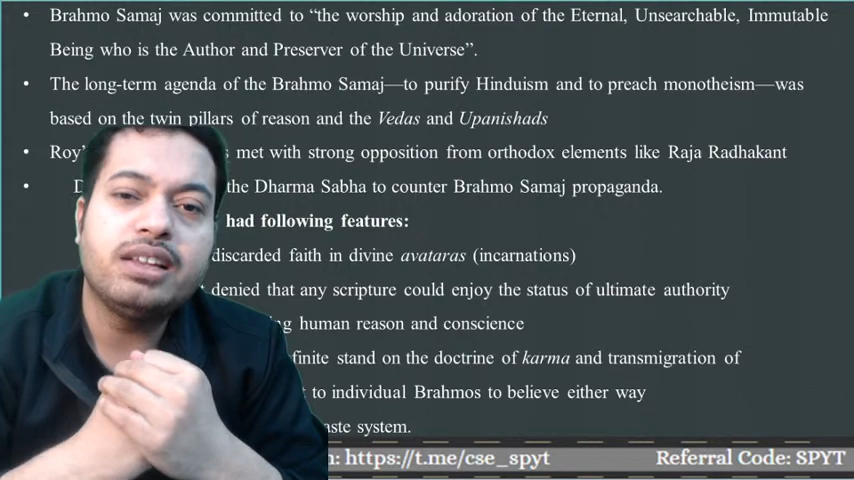 • Brahmo Samaj was committed to “the worship and adoration of the Eternal, Unsearchable, Immutable
Being who is the Author and Preserver of the Universe”.
• The long-term agenda of the Brahmo Samaj—to purify Hinduism and to preach monotheism—was
based on the twin pillars of reason and the Vedas and Upanishads
• Roy’ met with strong opposition from orthodox elements like Raja Radhakant
• the Dharma Sabha to counter Brahmo Samaj propaganda.
had following features:
discarded faith in divine avataras (incarnations)
denied that any scripture could enjoy the status of ultimate authority
human reason and conscience
stand on the doctrine of karma and transmigration of
to individual Brahmos to believe either way
system.
https://t.me/cse_spyt Referral Code: SPYT